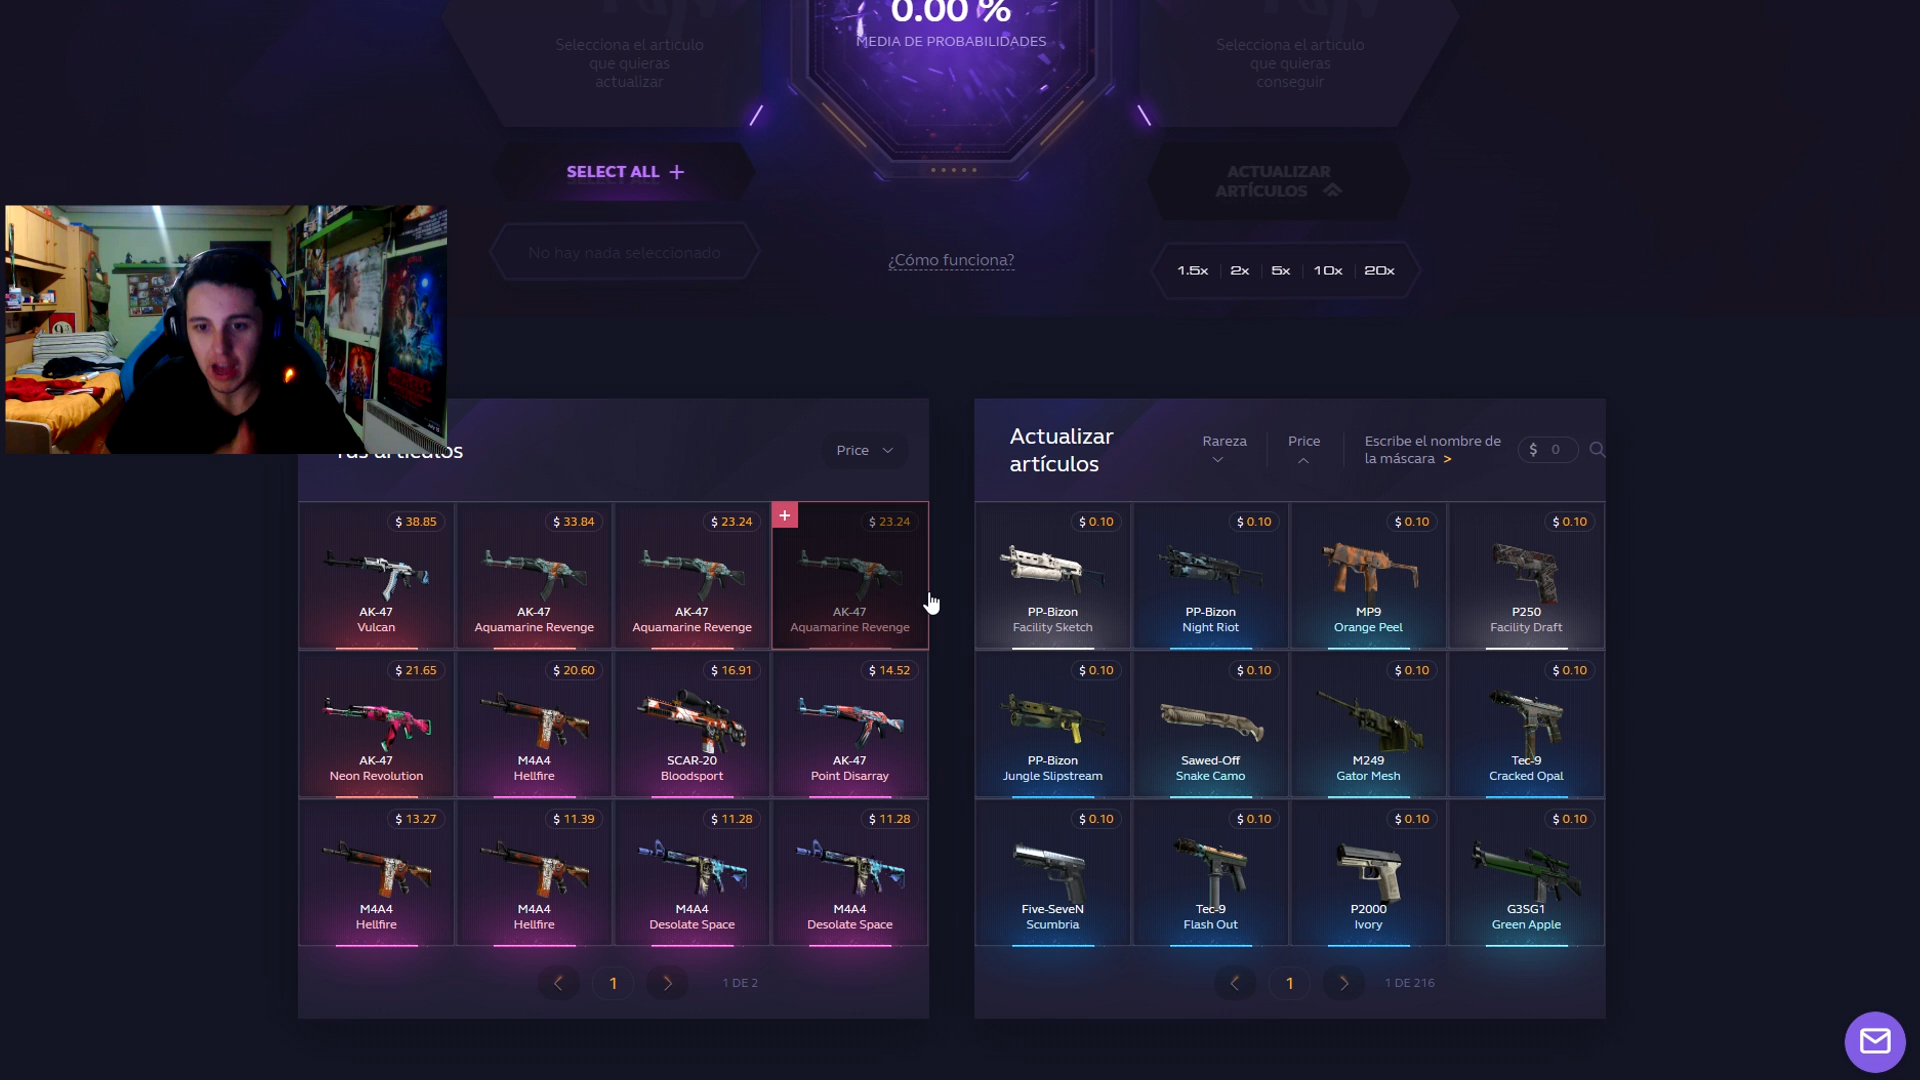 0.00 %
MEDIA DE PROBABILIDADES
Selecciona el artículo
que quieras
actualizar
Selecciona el artículo
que quieras
conseguir
SELECT ALL +
ACTUALIZAR
ARTÍCULOS
No hay nada seleccionado
¿Cómo funciona?
1.5x 2x 5x 10x 20x
Tus artículos
Price
Actualizar
artículos
Rareza
Price
Escribe el nombre de
la máscara >
$ 0
$ 38.85
AK-47
Vulcan
$ 33.84
AK-47
Aquamarine Revenge
$ 23.24
AK-47
Aquamarine Revenge
+
$ 23.24
AK-47
Aquamarine Revenge
$ 21.65
AK-47
Neon Revolution
$ 20.60
M4A4
Hellfire
$ 16.91
SCAR-20
Bloodsport
$ 14.52
AK-47
Point Disarray
$ 13.27
M4A4
Hellfire
$ 11.39
M4A4
Hellfire
$ 11.28
M4A4
Desolate Space
$ 11.28
M4A4
Desolate Space
1
1 DE 2
$ 0.10
PP-Bizon
Facility Sketch
$ 0.10
PP-Bizon
Night Riot
$ 0.10
MP9
Orange Peel
$ 0.10
P250
Facility Draft
$ 0.10
PP-Bizon
Jungle Slipstream
$ 0.10
Sawed-Off
Snake Camo
$ 0.10
M249
Gator Mesh
$ 0.10
Tec-9
Cracked Opal
$ 0.10
Five-SeveN
Scumbria
$ 0.10
Tec-9
Flash Out
$ 0.10
P2000
Ivory
$ 0.10
G3SG1
Green Apple
1
1 DE 216